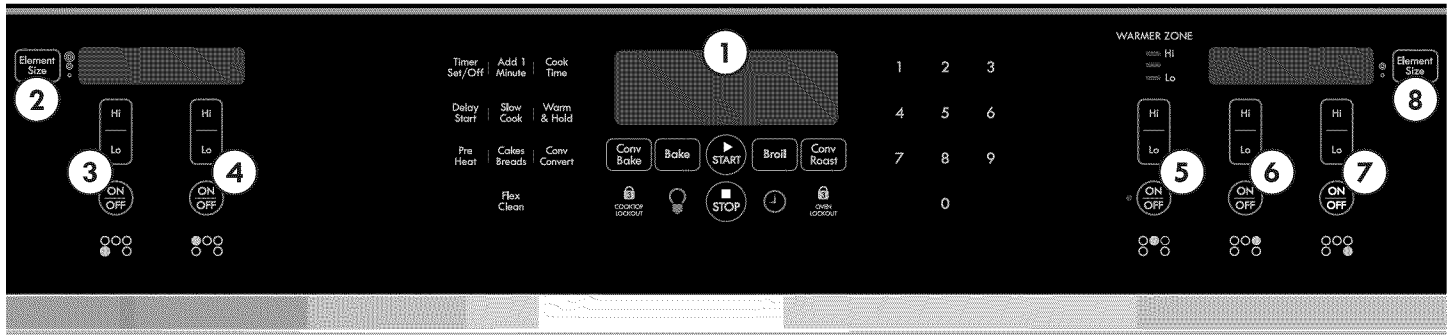 WARMER ZONE
Hi
Lo
Element
Size
2
Hi
Lo
3
ON
OFF
Hi
Lo
4
ON
OFF
Timer
Set/Off
Add 1
Minute
Cook
Time
Delay
Start
Slow
Cook
Warm
& Hold
Pre
Heat
Cakes
Breads
Conv
Convert
Flex
Clean
1
Conv
Bake
Bake
START
Broil
Conv
Roast
COOKTOP
LOCKOUT
STOP
OVEN
LOCKOUT
3
3
1 2 3
4 5 6
7 8 9
0
Hi
Lo
5
ON
OFF
Hi
Lo
6
ON
OFF
Hi
Lo
7
ON
OFF
Element
Size
8